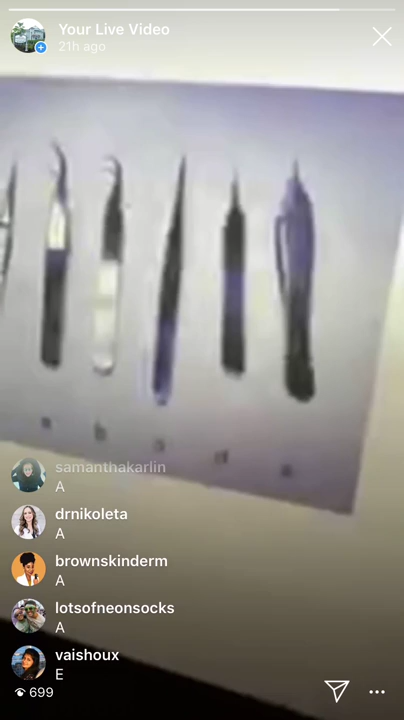 Your Live Video
21h ago
samanthakarlin
A
drnikoleta
A
brownskinderm
A
lotsofneonsocks
A
vaishoux
E
699